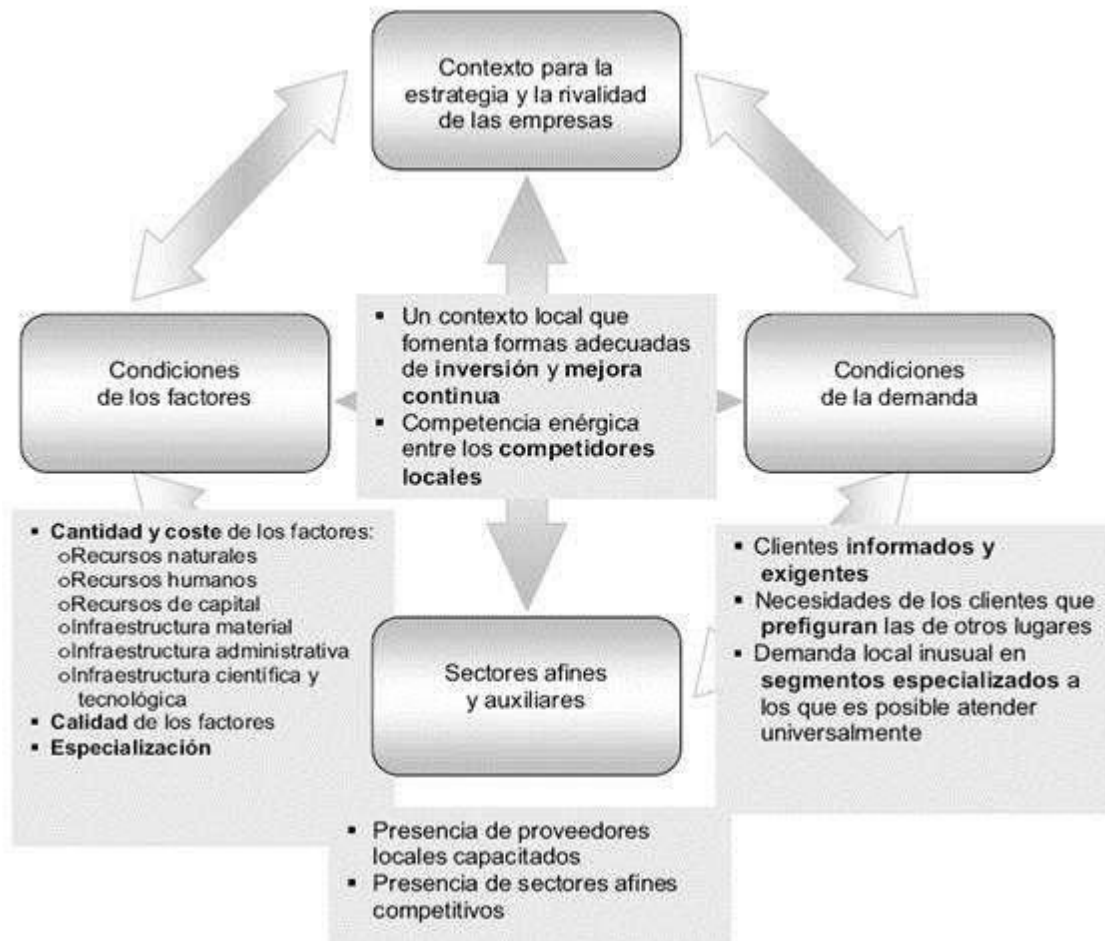 Contexto para la
estrategia y la rivalidad
de las empresas
Condiciones
de los factores
▪ Un contexto local que
fomenta formas adecuadas
de inversión y mejora
continua
▪ Competencia enérgica
entre los competidores
locales
Condiciones
de la demanda
▪ Cantidad y coste de los factores:
oRecursos naturales
oRecursos humanos
oRecursos de capital
oInfraestructura material
oInfraestructura administrativa
oInfraestructura científica y
tecnológica
▪ Calidad de los factores
▪ Especialización
Sectores afines
y auxiliares
▪ Clientes informados y
exigentes
▪ Necesidades de los clientes que
prefiguran las de otros lugares
▪ Demanda local inusual en
segmentos especializados a
los que es posible atender
universalmente
▪ Presencia de proveedores
locales capacitados
▪ Presencia de sectores afines
competitivos